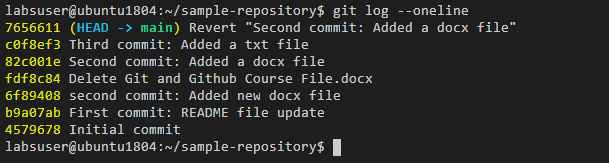 labsuser@ubuntu1804:~/sample-repository$ git log --oneline
7656611 (HEAD -> main) Revert "Second commit: Added a docx file"
c0f8ef3 Third commit: Added a txt file
82c001e Second commit: Added a docx file
fdf8c84 Delete Git and Github Course File.docx
6f89408 second commit: Added new docx file
b9a07ab First commit: README file update
4579678 Initial commit
labsuser@ubuntu1804:~/sample-repository$